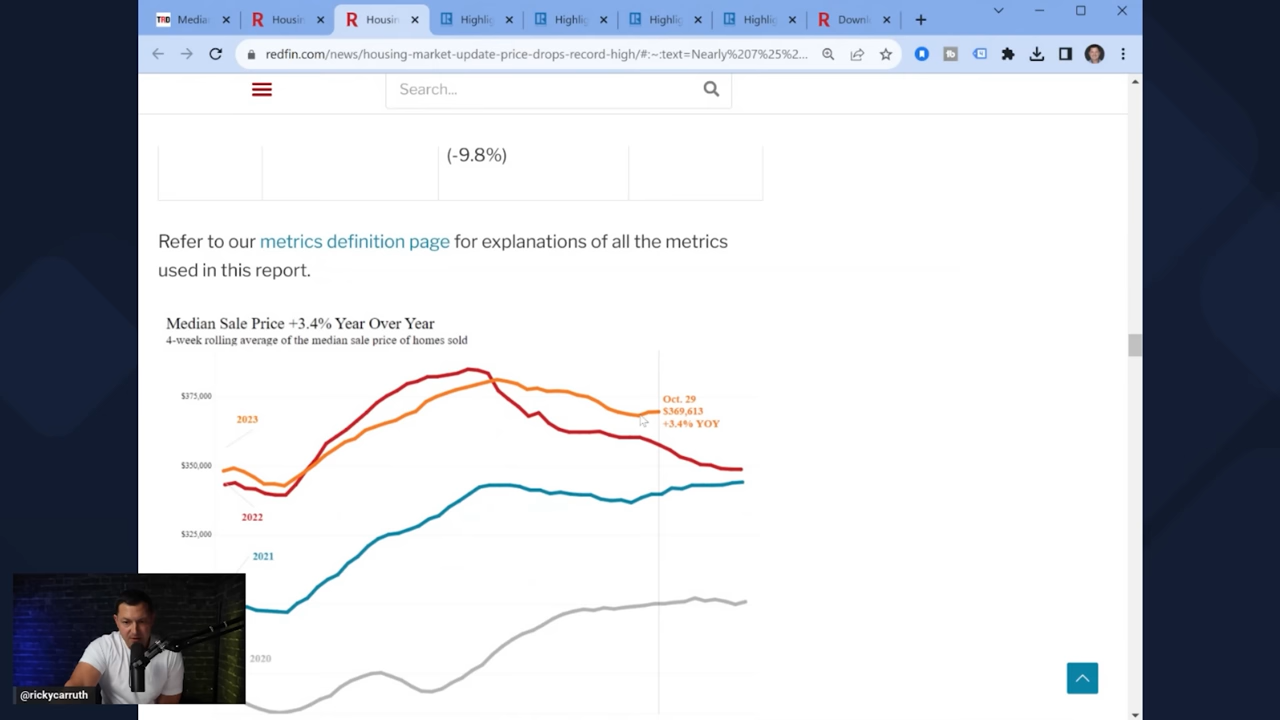 Media
Housin
Housin
Highlig
Highlig
Highlig
Highlig
Downl
redfin.com/news/housing-market-update-price-drops-record-high/#:~:text=Nearly%207%25%2...
Search...
(-9.8%)
Refer to our metrics definition page for explanations of all the metrics
used in this report.
Median Sale Price +3.4% Year Over Year
4-week rolling average of the median sale price of homes sold
$375,000
2023
Oct. 29
$369,613
+3.4% YOY
$350,000
2022
$325,000
2021
2020
@rickycarruth